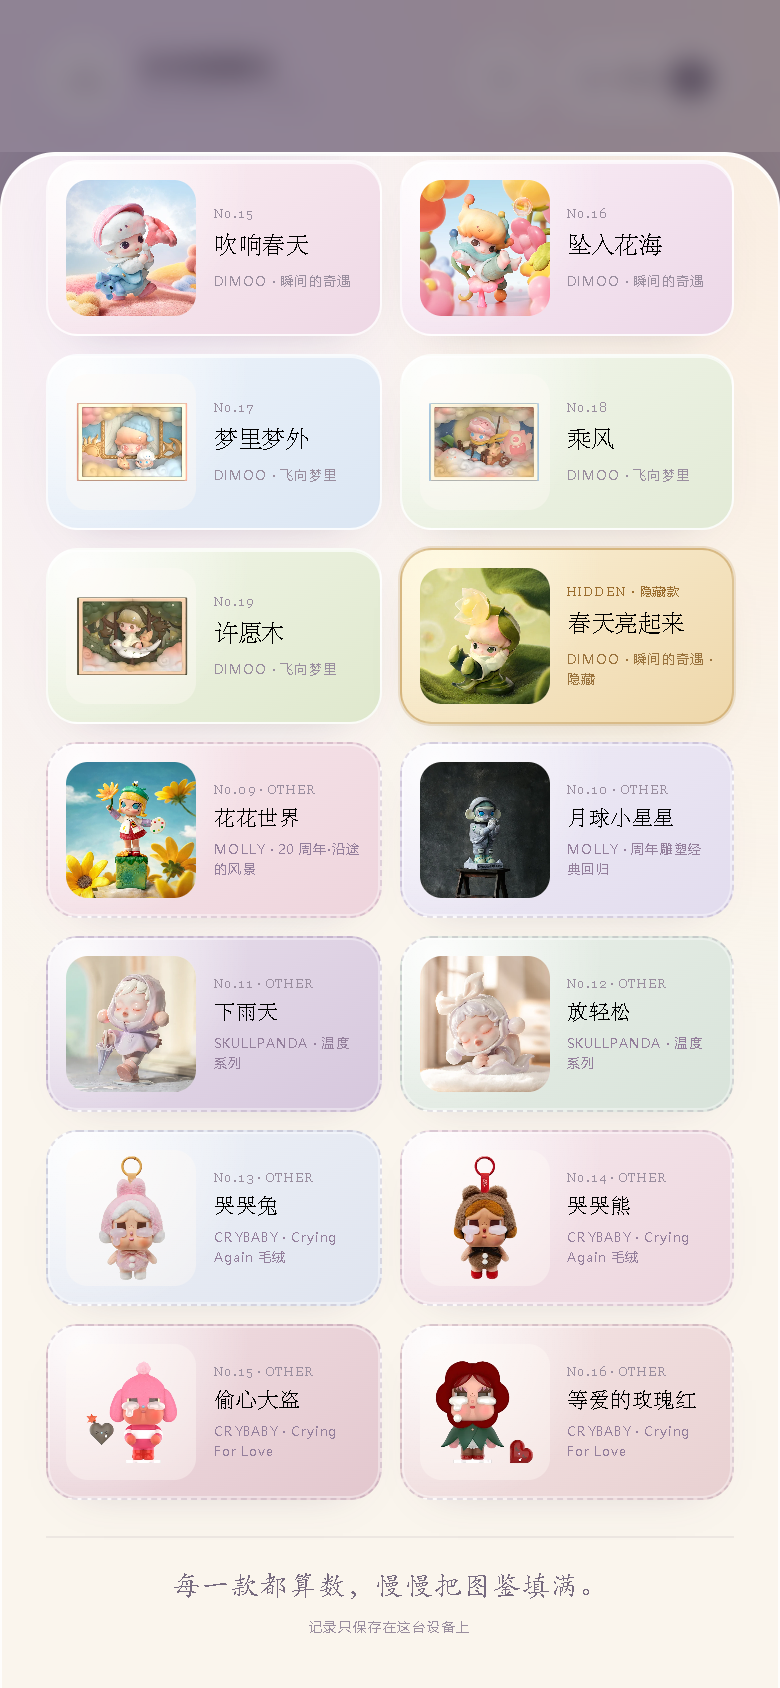 No.15
吹响春天
DIMOO · 瞬间的奇遇
No.16
坠入花海
DIMOO · 瞬间的奇遇
No.17
梦里梦外
DIMOO · 飞向梦里
No.18
乘风
DIMOO · 飞向梦里
No.19
许愿木
DIMOO · 飞向梦里
HIDDEN · 隐藏款
春天亮起来
DIMOO · 瞬间的奇遇 ·
隐藏
No.09 · OTHER
花花世界
MOLLY · 20 周年·沿途
的风景
No.10 · OTHER
月球小星星
MOLLY · 周年雕塑经
典回归
No.11 · OTHER
下雨天
SKULLPANDA · 温度
系列
No.12 · OTHER
放轻松
SKULLPANDA · 温度
系列
No.13 · OTHER
哭哭兔
CRYBABY · Crying
Again 毛绒
No.14 · OTHER
哭哭熊
CRYBABY · Crying
Again 毛绒
No.15 · OTHER
偷心大盗
CRYBABY · Crying
For Love
No.16 · OTHER
等爱的玫瑰红
CRYBABY · Crying
For Love
每一款都算数，慢慢把图鉴填满。
记录只保存在这台设备上